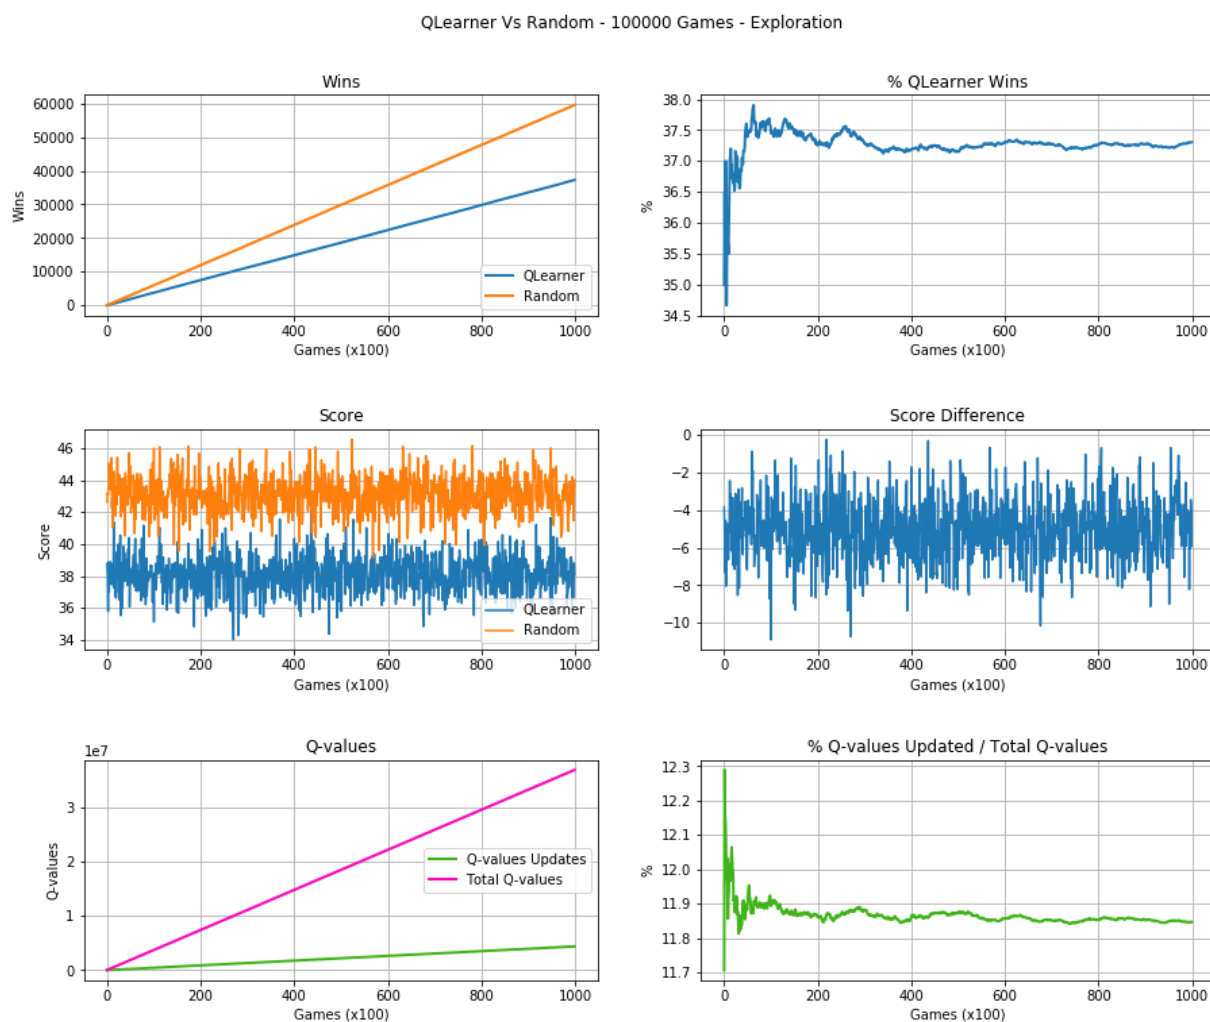 QLearner Vs Random - 100000 Games - Exploration
Wins
60000
50000
40000
30000
20000
10000
0
Wins
QLearner
Random
0 200 400 600 800 1000
Games (x100)
% QLearner Wins
38.0
37.5
37.0
36.5
36.0
35.5
35.0
34.5
%
0 200 400 600 800 1000
Games (x100)
Score
46
44
42
40
38
36
34
Score
QLearner
Random
0 200 400 600 800 1000
Games (x100)
Score Difference
0
−2
−4
−6
−8
−10
0 200 400 600 800 1000
Games (x100)
Q-values
1e7
3
2
1
0
Q-values
Q-values Updates
Total Q-values
0 200 400 600 800 1000
Games (x100)
% Q-values Updated / Total Q-values
12.3
12.2
12.1
12.0
11.9
11.8
11.7
%
0 200 400 600 800 1000
Games (x100)